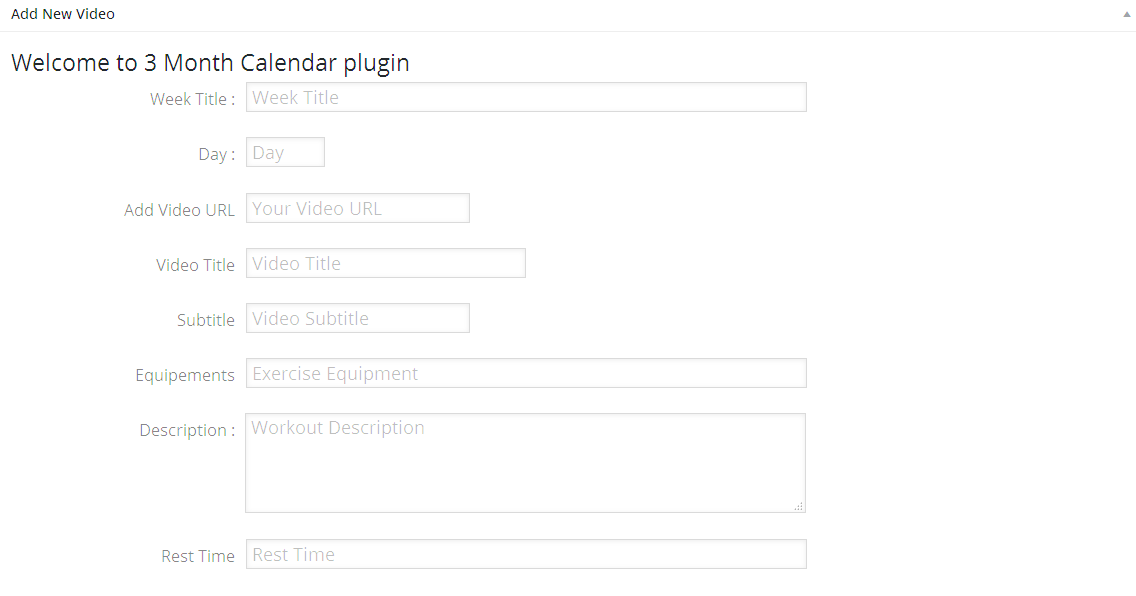 Add New Video
Welcome to 3 Month Calendar plugin
Week Title : Week Title
Day : Day
Add Video URL Your Video URL
Video Title Video Title
Subtitle Video Subtitle
Equipements Exercise Equipment
Description : Workout Description
Rest Time Rest Time